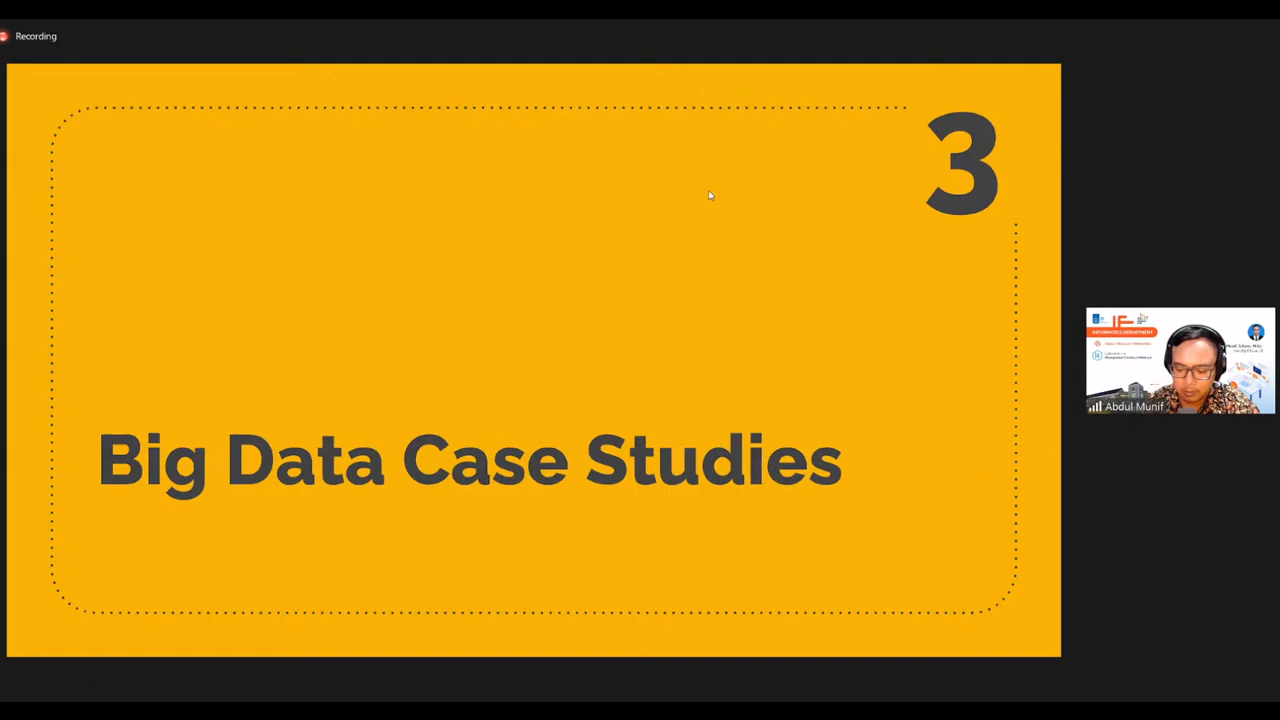 Recording
3
Big Data Case Studies
INFORMATICS DEPARTMENT
Abdul Munif